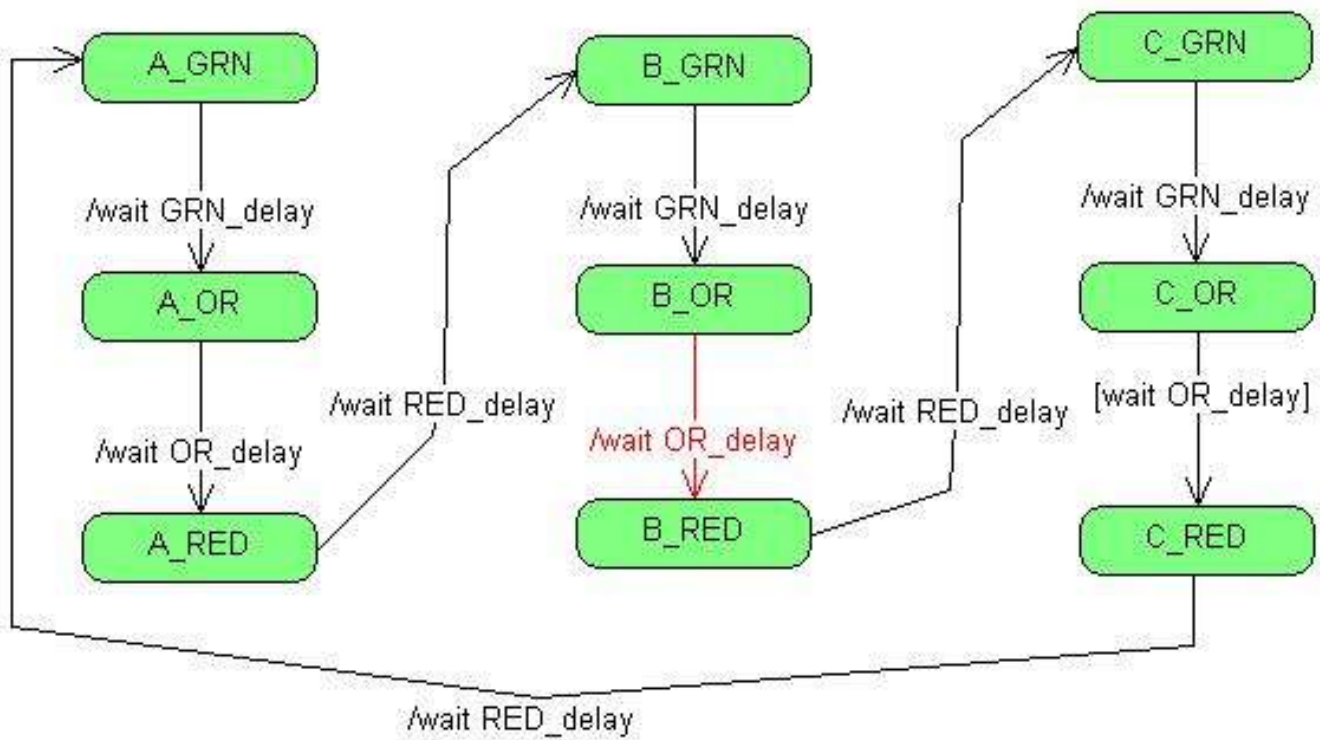 A_GRN
B_GRN
C_GRN
/wait GRN_delay
/wait GRN_delay
/wait GRN_delay
A_OR
B_OR
C_OR
/wait RED_delay
/wait RED_delay
[wait OR_delay]
/wait OR_delay
/wait OR_delay
A_RED
B_RED
C_RED
/wait RED_delay